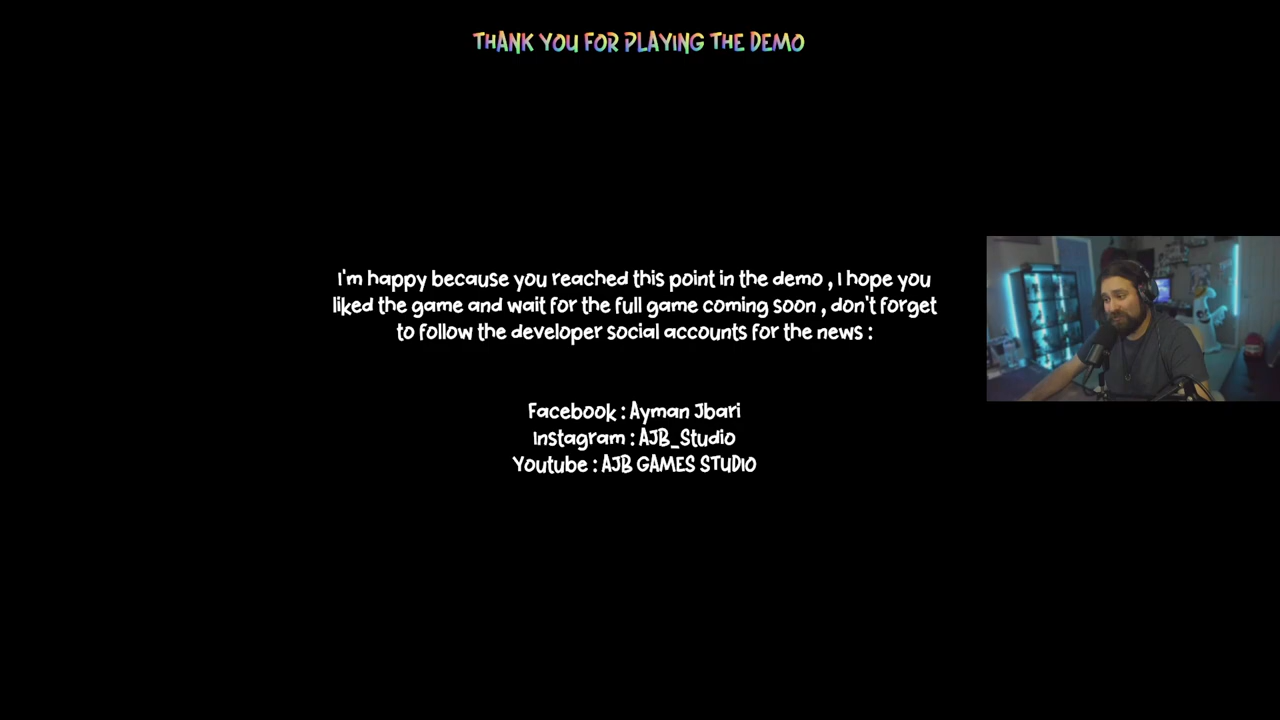 THANK YOU FOR PLAYING THE DEMO
I'm happy because you reached this point in the demo , I hope you
liked the game and wait for the full game coming soon , don't forget
to follow the developer social accounts for the news :
Facebook : Ayman Jbari
Instagram : AJB_Studio
Youtube : AJB GAMES STUDIO